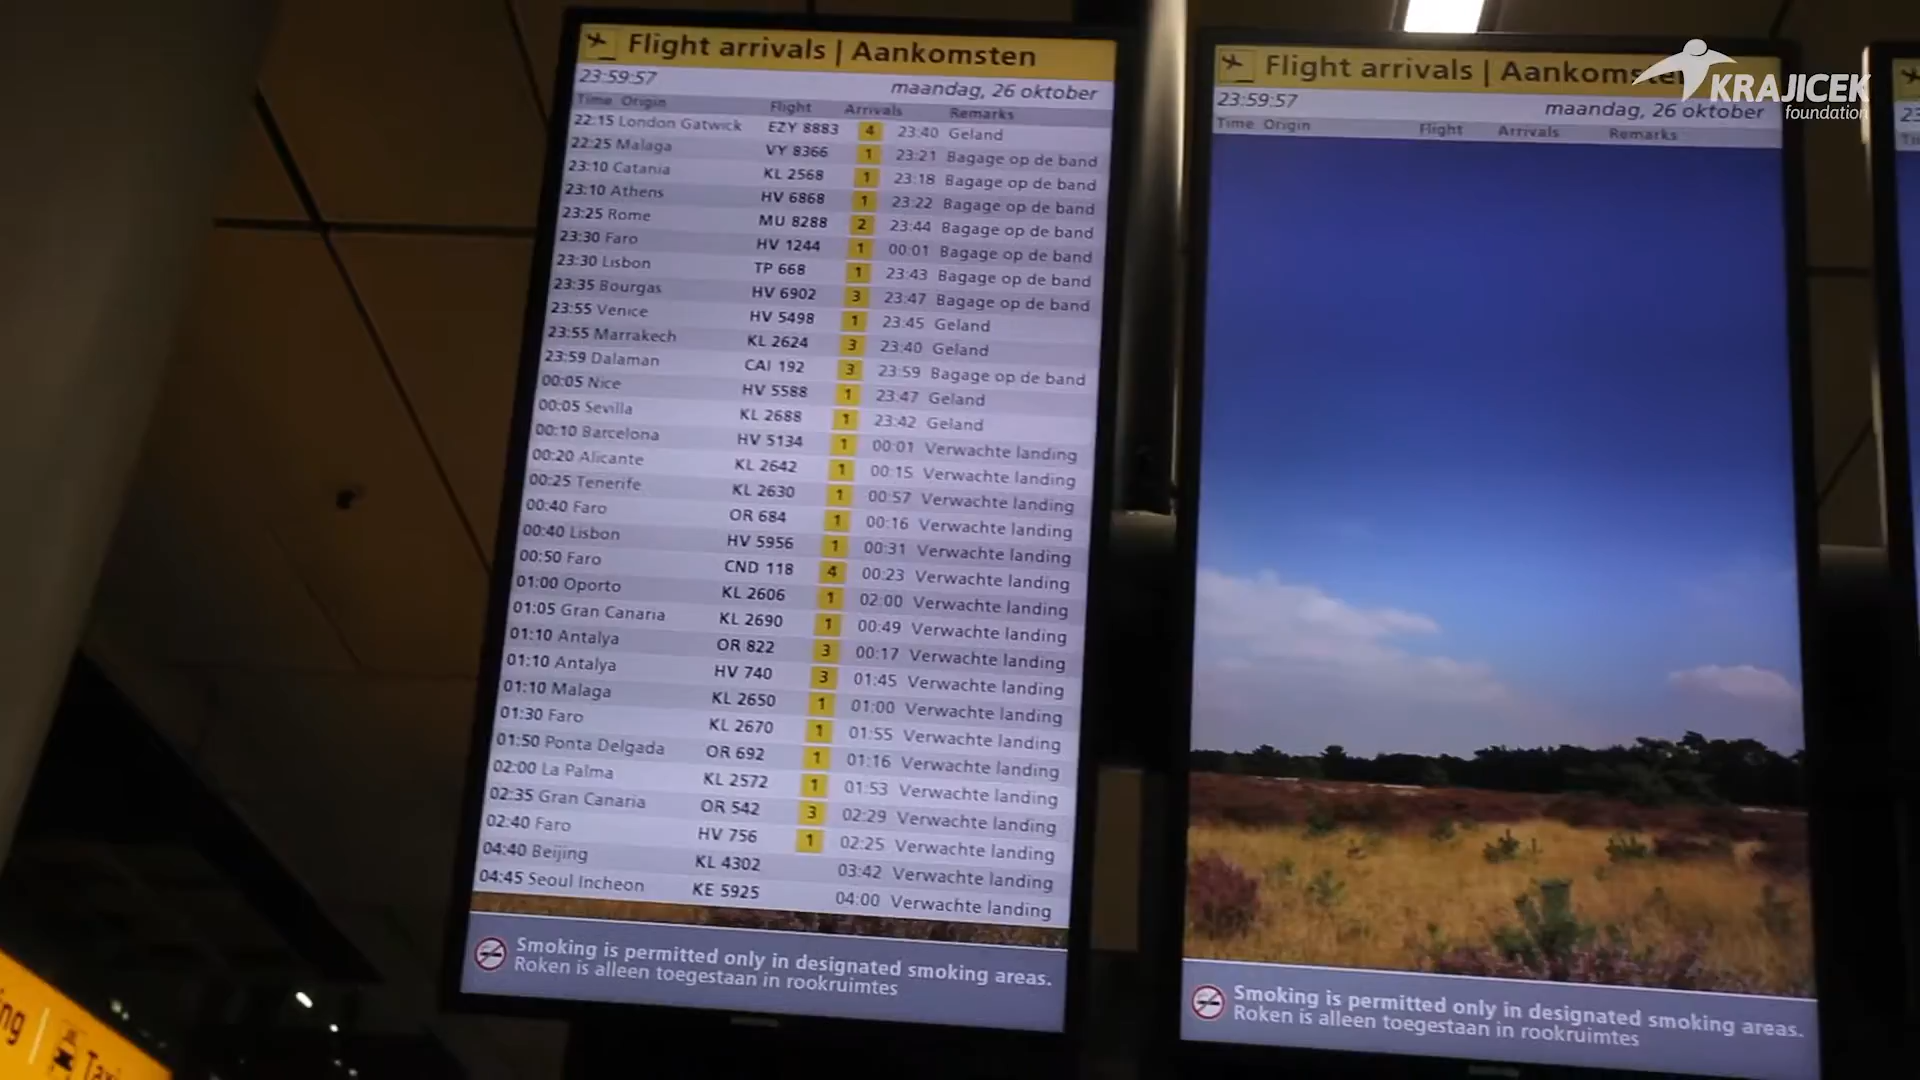 Flight arrivals | Aankomsten
23:59:57 maandag, 26 oktober
Time Origin Flight Arrivals Remarks
22:15 London Gatwick EZY 8883 4 23:40 Geland
22:25 Malaga VY 8366 1 23:21 Bagage op de band
23:10 Catania KL 2568 1 23:18 Bagage op de band
23:10 Athens HV 6868 1 23:22 Bagage op de band
23:25 Rome MU 8288 2 23:44 Bagage op de band
23:30 Faro HV 1244 1 00:01 Bagage op de band
23:30 Lisbon TP 668 1 23:43 Bagage op de band
23:35 Bourgas HV 6902 3 23:47 Bagage op de band
23:55 Venice HV 5498 1 23:45 Geland
23:55 Marrakech KL 2624 3 23:40 Geland
23:59 Dalaman CAI 192 3 23:59 Bagage op de band
00:05 Nice HV 5588 1 23:47 Geland
00:05 Sevilla KL 2688 1 23:42 Geland
00:10 Barcelona HV 5134 1 00:01 Verwachte landing
00:20 Alicante KL 2642 1 00:15 Verwachte landing
00:25 Tenerife KL 2630 1 00:57 Verwachte landing
00:40 Faro OR 684 1 00:16 Verwachte landing
00:40 Lisbon HV 5956 1 00:31 Verwachte landing
00:50 Faro CND 118 4 00:23 Verwachte landing
01:00 Oporto KL 2606 1 02:00 Verwachte landing
01:05 Gran Canaria KL 2690 1 00:49 Verwachte landing
01:10 Antalya OR 822 3 00:17 Verwachte landing
01:10 Antalya HV 740 3 01:45 Verwachte landing
01:10 Malaga KL 2650 1 01:00 Verwachte landing
01:30 Faro KL 2670 1 01:55 Verwachte landing
01:50 Ponta Delgada OR 692 1 01:16 Verwachte landing
02:00 La Palma KL 2572 1 01:53 Verwachte landing
02:35 Gran Canaria OR 542 3 02:29 Verwachte landing
02:40 Faro HV 756 1 02:25 Verwachte landing
04:40 Beijing KL 4302 03:42 Verwachte landing
04:45 Seoul Incheon KE 5925 04:00 Verwachte landing
Smoking is permitted only in designated smoking areas.
Roken is alleen toegestaan in rookruimtes
Flight arrivals | Aankomsten
23:59:57 maandag, 26 oktober
Time Origin Flight Arrivals Remarks
Smoking is permitted only in designated smoking areas.
Roken is alleen toegestaan in rookruimtes
KRAJICEK
foundation